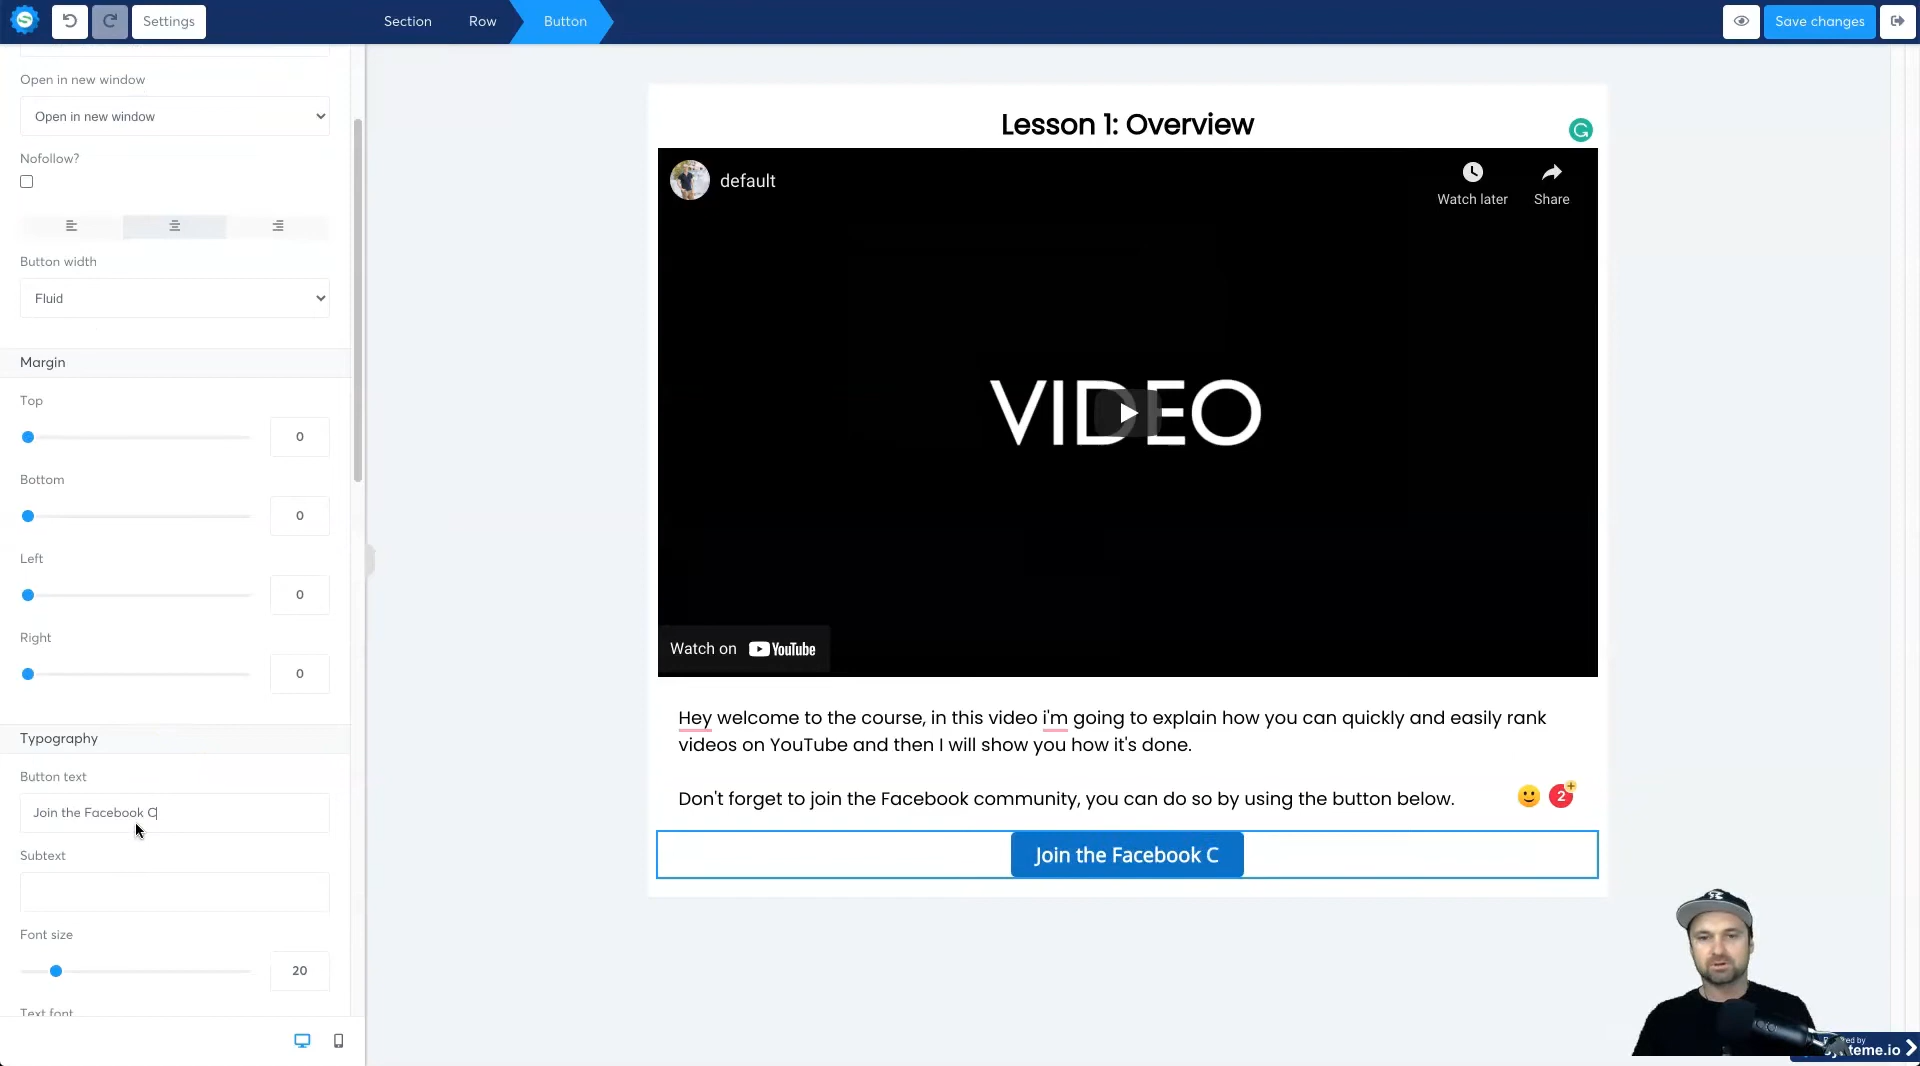 Settings
Section
Row
Button
Save changes
Open in new window
Open in new window
Nofollow?
Button width
Fluid
Margin
Top
0
Bottom
0
Left
0
Right
0
Typography
Button text
Join the Facebook C
Subtext
Font size
20
Text font
Lesson 1: Overview
default
Watch later
Share
VIDEO
Watch on YouTube
Hey welcome to the course, in this video i'm going to explain how you can quickly and easily rank
videos on YouTube and then I will show you how it's done.
Don't forget to join the Facebook community, you can do so by using the button below.
2
Join the Facebook C